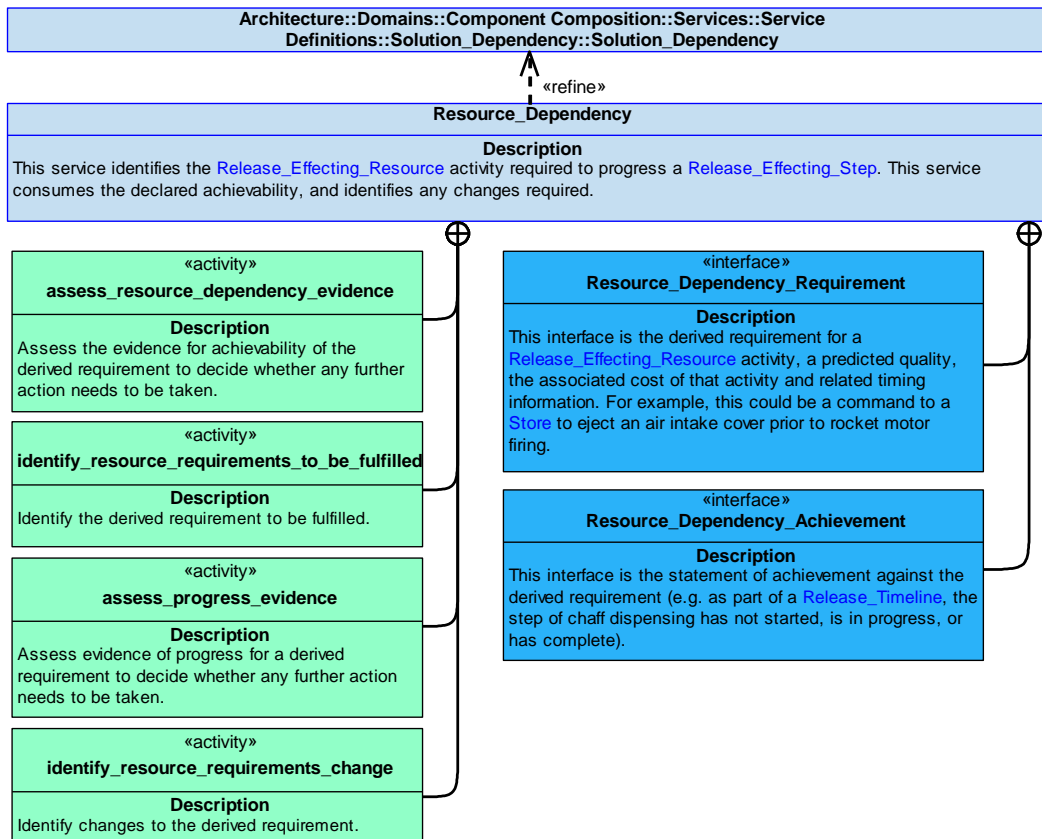 Architecture::Domains::Component Composition::Services::Service
Definitions::Solution_Dependency::Solution_Dependency
«refine»
Resource_Dependency
Description
This service identifies the Release_Effecting_Resource activity required to progress a Release_Effecting_Step. This service
consumes the declared achievability, and identifies any changes required.
«activity»
assess_resource_dependency_evidence
Description
Assess the evidence for achievability of the
derived requirement to decide whether any further
action needs to be taken.
«activity»
identify_resource_requirements_to_be_fulfilled
Description
Identify the derived requirement to be fulfilled.
«activity»
assess_progress_evidence
Description
Assess evidence of progress for a derived
requirement to decide whether any further action
needs to be taken.
«activity»
identify_resource_requirements_change
Description
Identify changes to the derived requirement.
«interface»
Resource_Dependency_Requirement
Description
This interface is the derived requirement for a
Release_Effecting_Resource activity, a predicted quality,
the associated cost of that activity and related timing
information. For example, this could be a command to a
Store to eject an air intake cover prior to rocket motor
firing.
«interface»
Resource_Dependency_Achievement
Description
This interface is the statement of achievement against the
derived requirement (e.g. as part of a Release_Timeline, the
step of chaff dispensing has not started, is in progress, or
has complete).